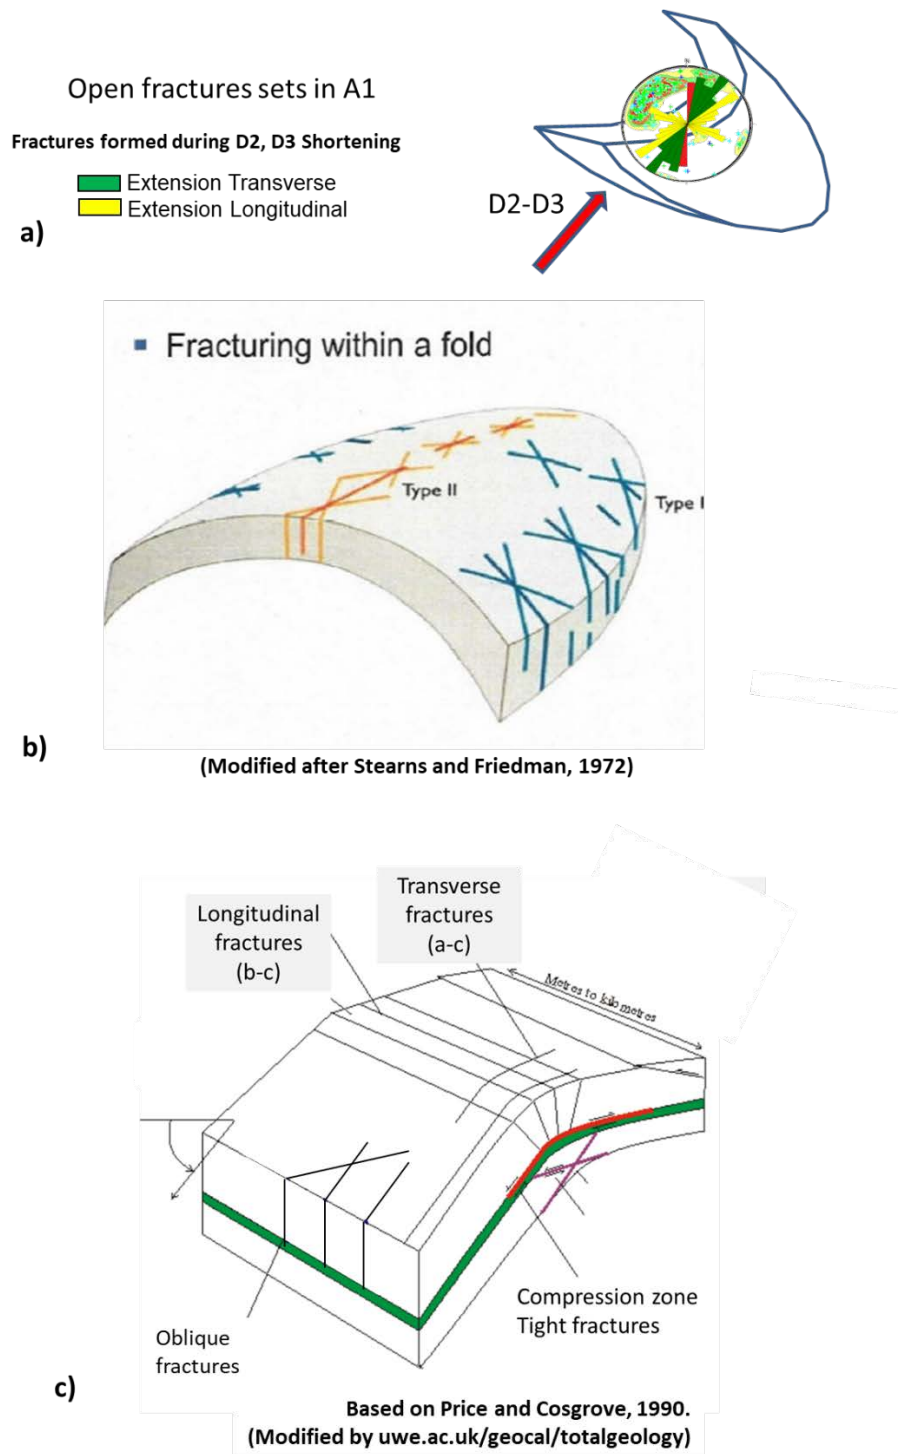 Open fractures sets in A1
Fractures formed during D2, D3 Shortening
Extension Transverse
Extension Longitudinal
D2-D3
a)
Fracturing within a fold
Type II
Type I
b)
(Modified after Stearns and Friedman, 1972)
Transverse
fractures
(a-c)
Longitudinal
fractures
(b-c)
Metres to kilometres
Compression zone
Tight fractures
Oblique
fractures
c)
Based on Price and Cosgrove, 1990.
(Modified by uwe.ac.uk/geocal/totalgeology)